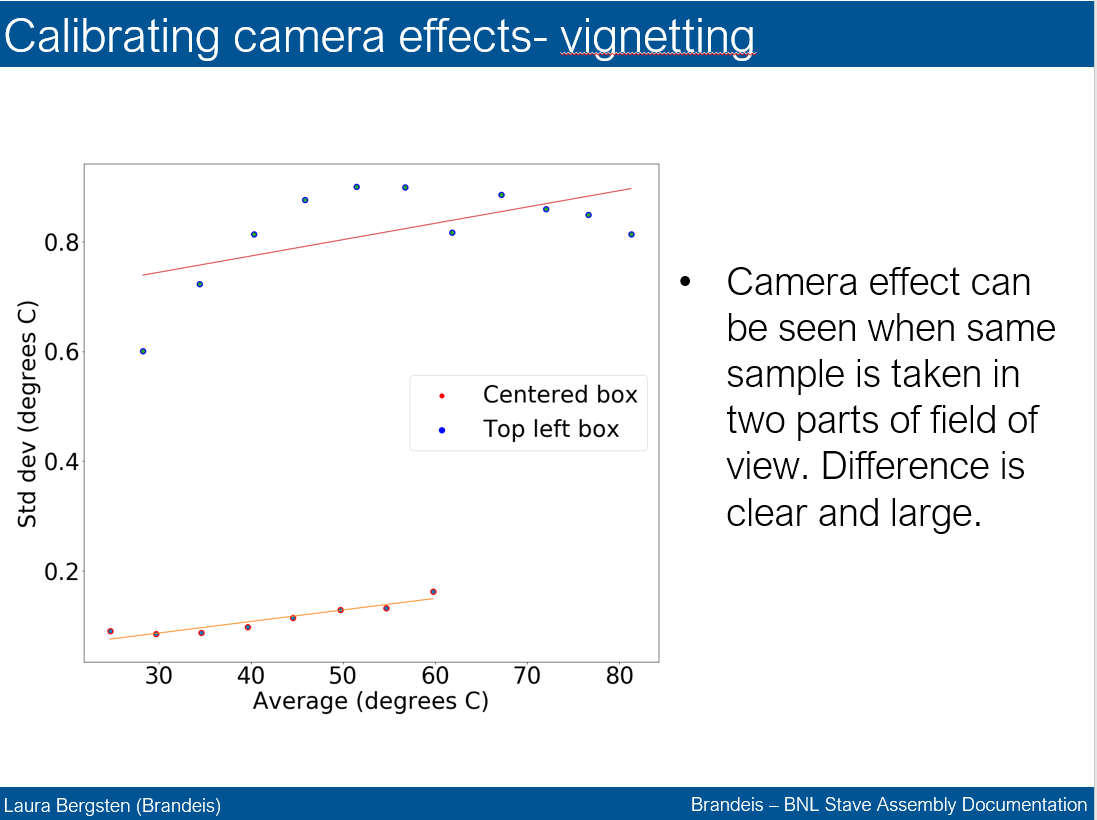 Calibrating camera effects- vignetting
0.8
0.6
0.4
0.2
Std dev (degrees C)
Centered box
Top left box
30 40 50 60 70 80
Average (degrees C)
• Camera effect can
be seen when same
sample is taken in
two parts of field of
view. Difference is
clear and large.
Laura Bergsten (Brandeis)
Brandeis – BNL Stave Assembly Documentation